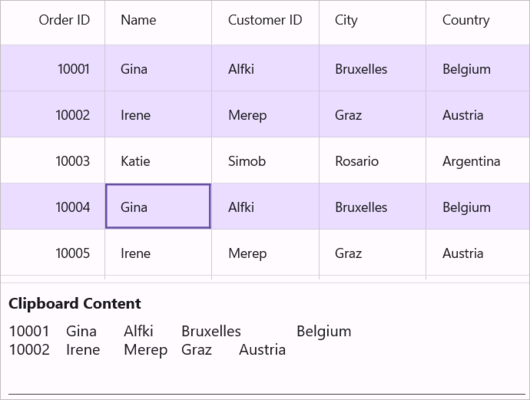 Order ID Name Customer ID City Country
10001 Gina Alfki Bruxelles Belgium
10002 Irene Merep Graz Austria
10003 Katie Simob Rosario Argentina
10004 Gina Alfki Bruxelles Belgium
10005 Irene Merep Graz Austria
Clipboard Content
10001 Gina Alfki Bruxelles Belgium
10002 Irene Merep Graz Austria